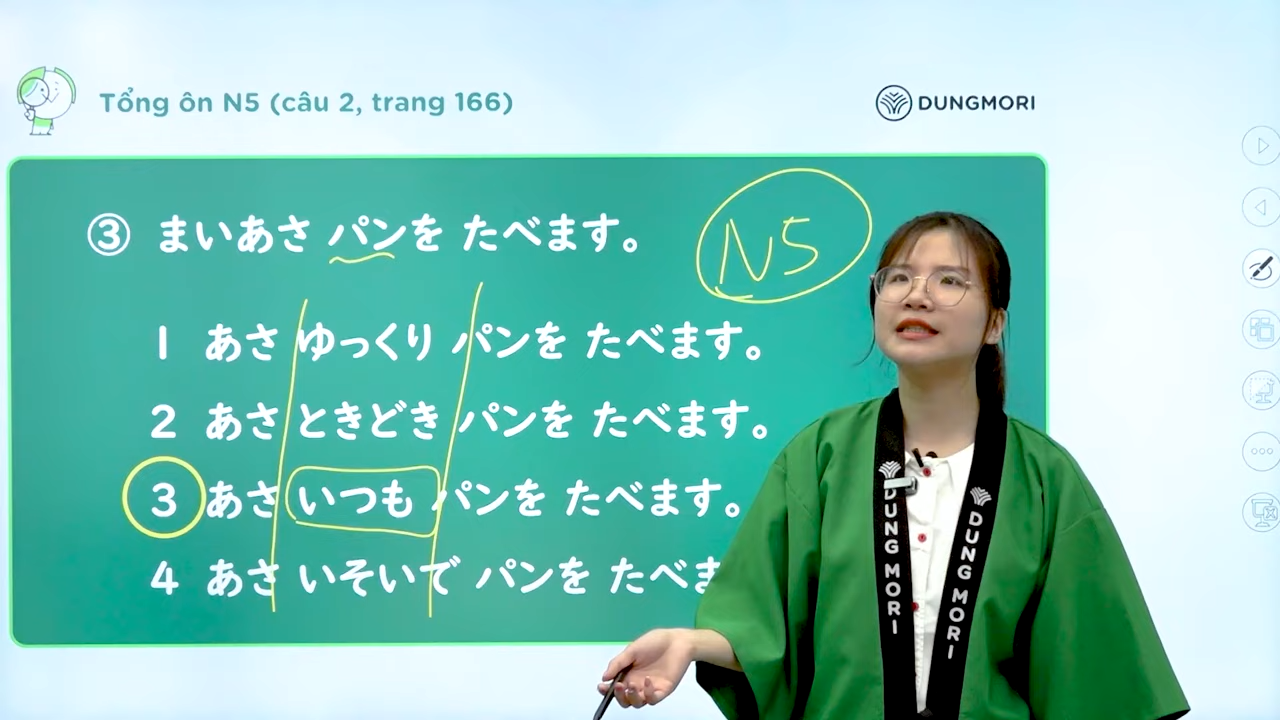 Tổng ôn N5 (câu 2, trang 166)
DUNGMORI
③ まいあさ パンを たべます。
N5
1 あさ ゆっくり パンを たべます。
2 あさ ときどき パンを たべます。
3 あさ いつも パンを たべます。
4 あさ いそいで パンを たべま
DUNG MORI
DUNG MORI